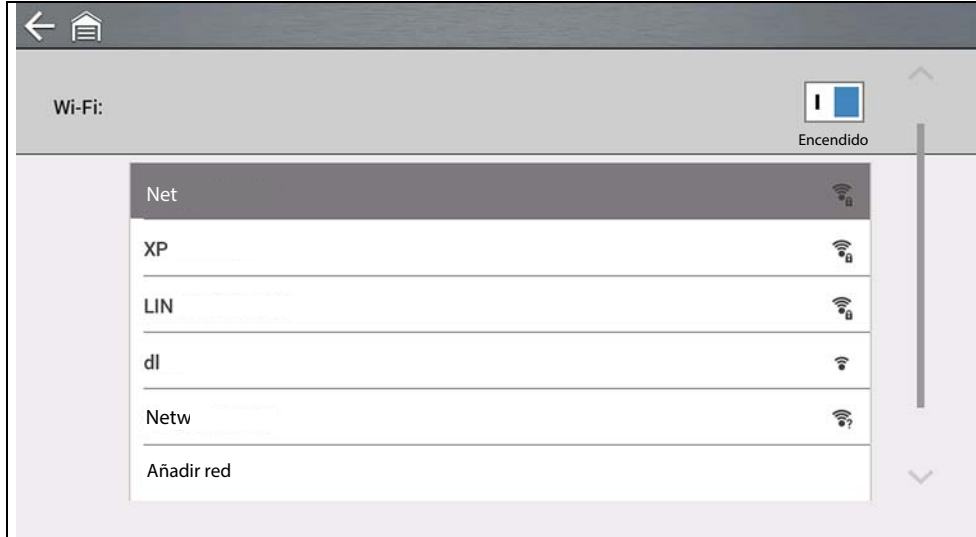 Wi-Fi:
Encendido
Net
XP
LIN
dl
Netw
Añadir red